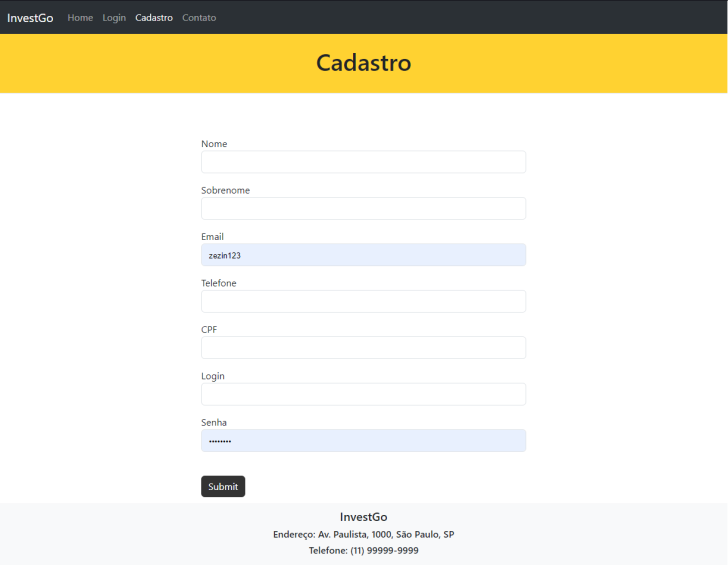 InvestGo Home Login Cadastro Contato
Cadastro
Nome
Sobrenome
Email
zezin123
Telefone
CPF
Login
Senha
••••••••
Submit
InvestGo
Endereço: Av. Paulista, 1000, São Paulo, SP
Telefone: (11) 99999-9999